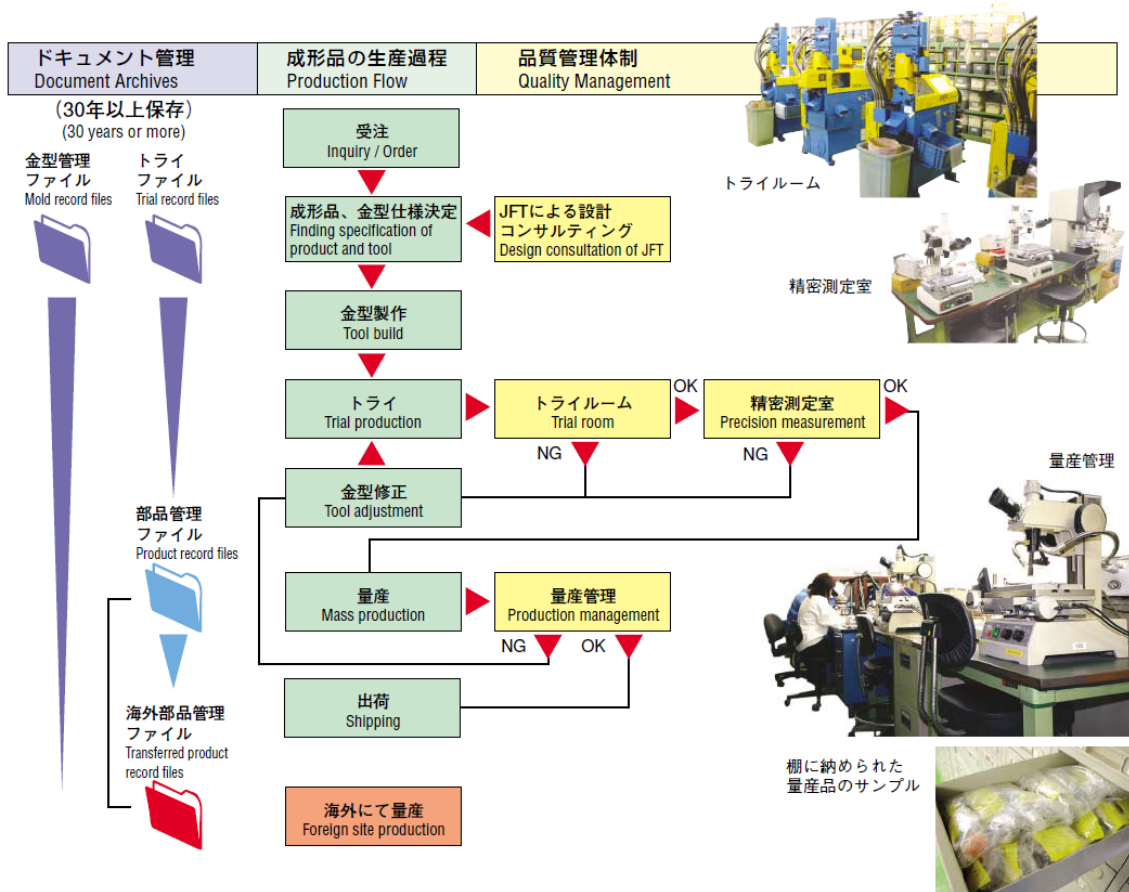 ドキュメント管理
Document Archives
成形品の生産過程
Production Flow
品質管理体制
Quality Management
（30年以上保存）
(30 years or more)
金型管理
ファイル
Mold record files
トライ
ファイル
Trial record files
受注
Inquiry / Order
トライルーム
成形品、金型仕様決定
Finding specification of
product and tool
JFTによる設計
コンサルティング
Design consultation of JFT
精密測定室
金型製作
Tool build
トライ
Trial production
トライルーム
Trial room
OK
精密測定室
Precision measurement
OK
NG
NG
金型修正
Tool adjustment
量産管理
部品管理
ファイル
Product record files
量産
Mass production
量産管理
Production management
NG
OK
出荷
Shipping
海外部品管理
ファイル
Transferred product
record files
棚に納められた
量産品のサンプル
海外にて量産
Foreign site production